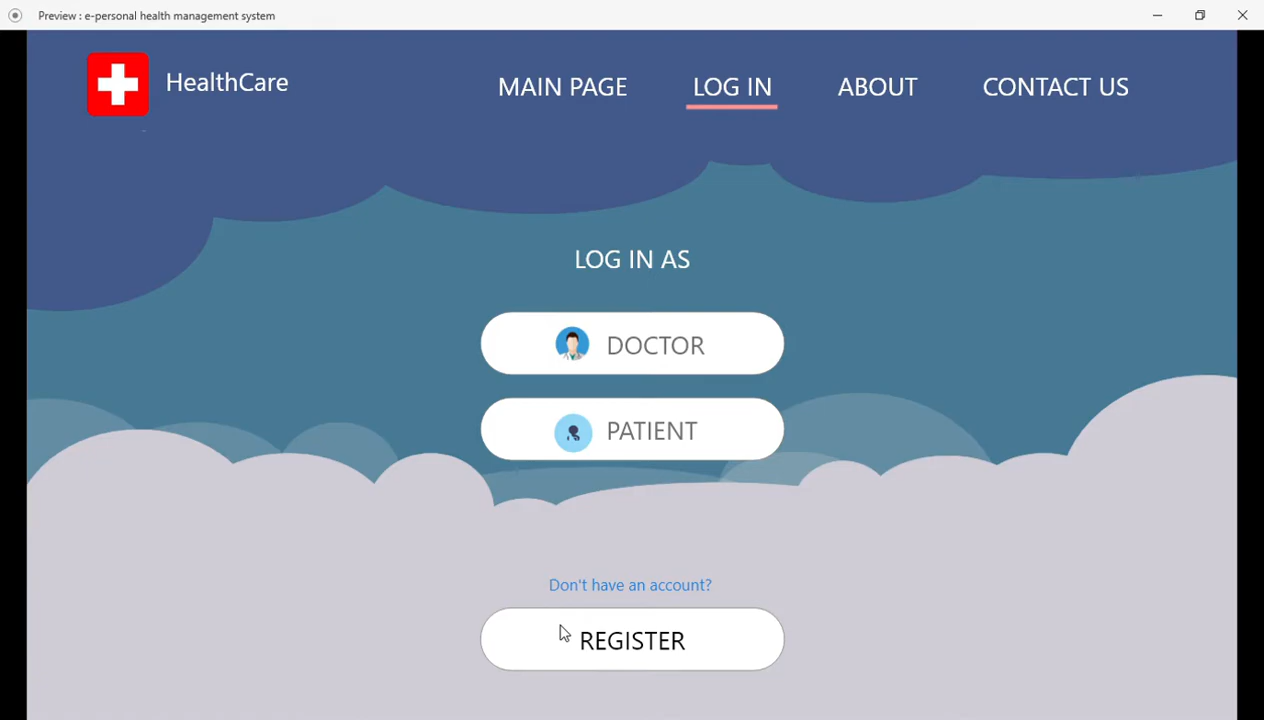 Preview : e-personal health management system
HealthCare
MAIN PAGE
LOG IN
ABOUT
CONTACT US
LOG IN AS
DOCTOR
PATIENT
Don't have an account?
REGISTER